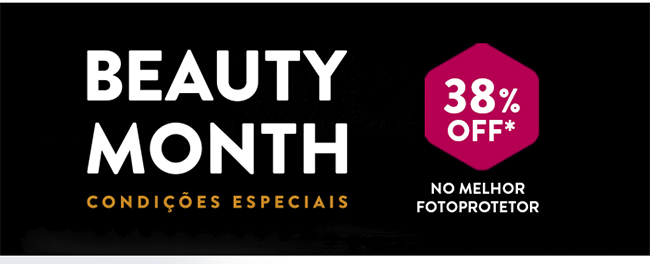 BEAUTY
MONTH
CONDIÇÕES ESPECIAIS
38%
OFF*
NO MELHOR
FOTOPROTETOR